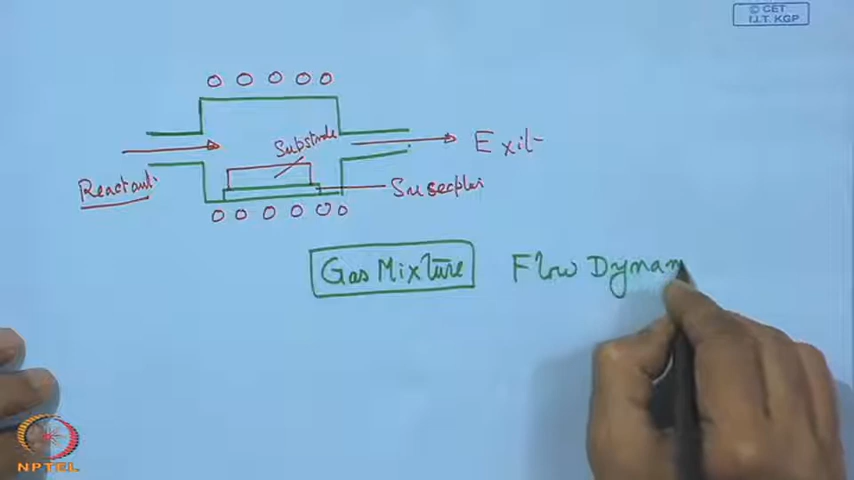 © CET
I.I.T. KGP
Substrate
Exit
Reactant
Susceptor
Gas Mixture Flow Dynam
NPTEL